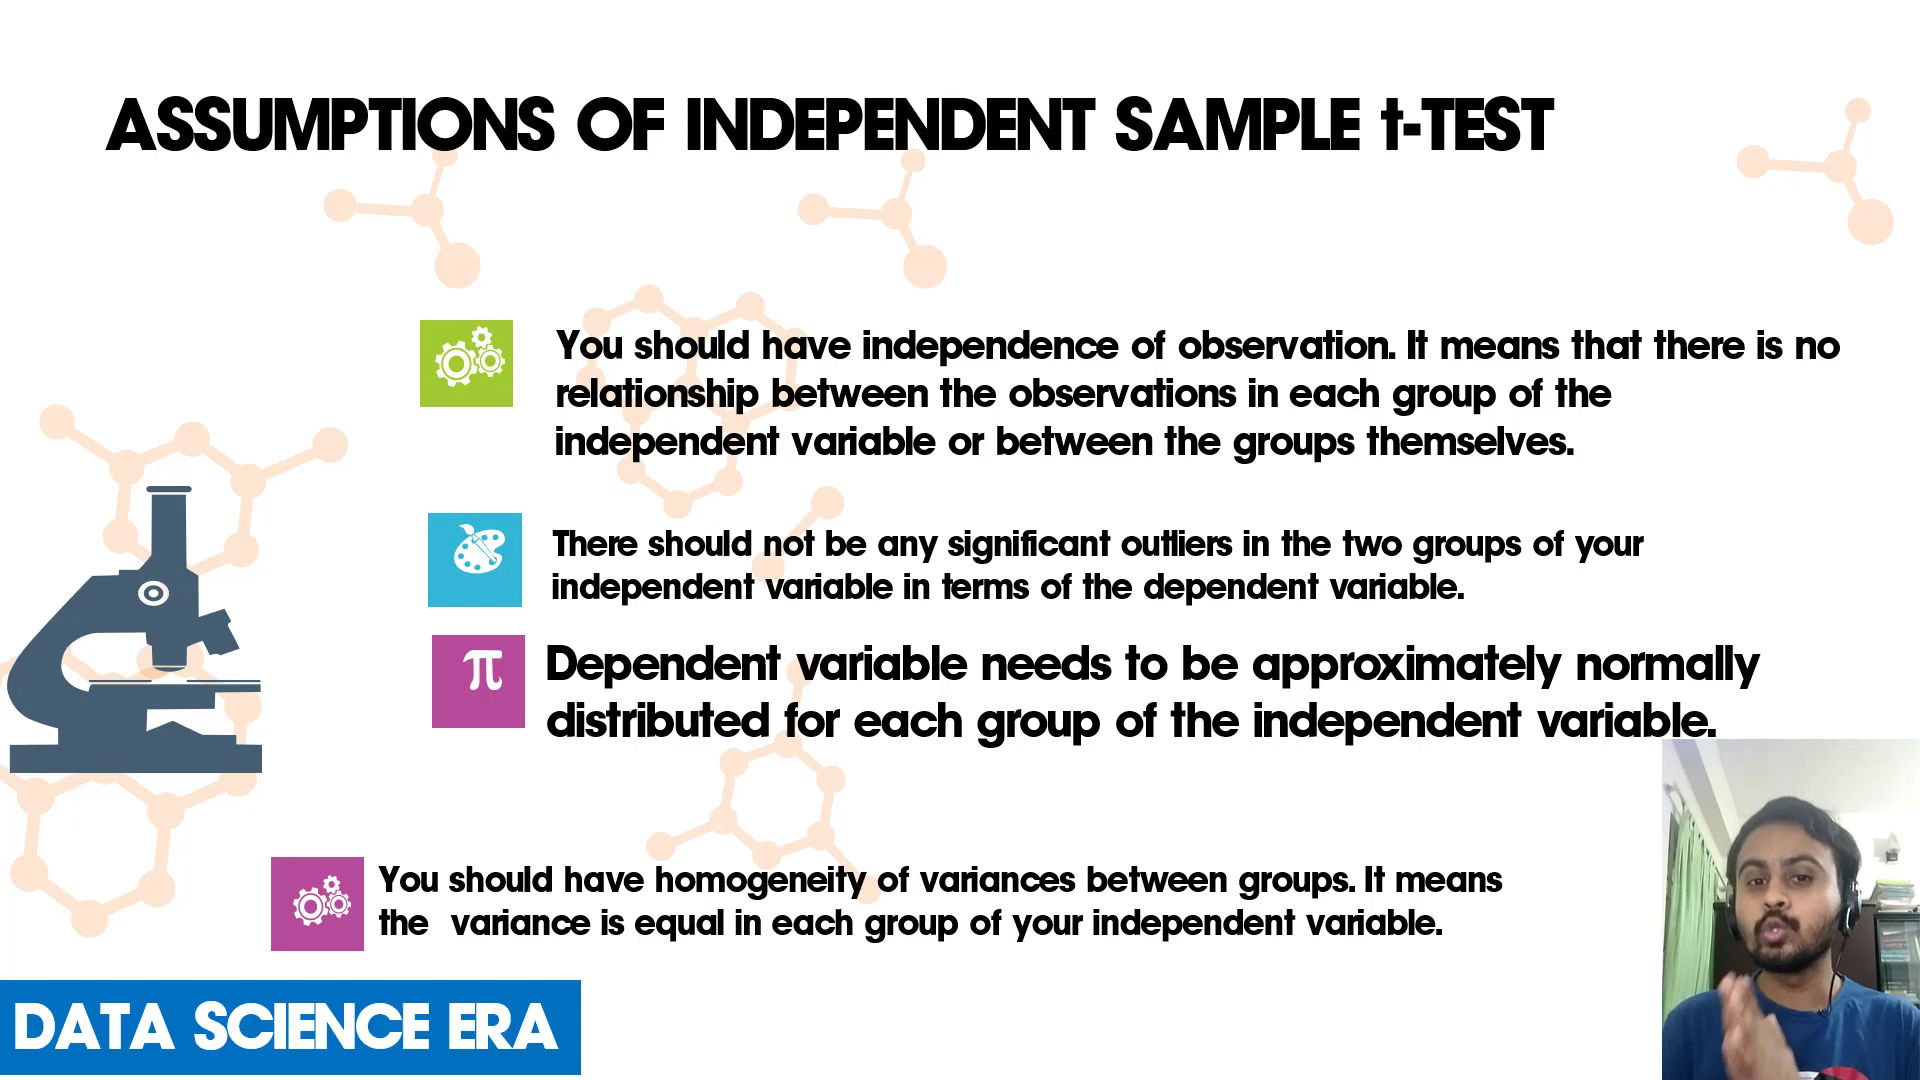 ASSUMPTIONS OF INDEPENDENT SAMPLE t-TEST
You should have independence of observation. It means that there is no
relationship between the observations in each group of the
independent variable or between the groups themselves.
There should not be any significant outliers in the two groups of your
independent variable in terms of the dependent variable.
π
Dependent variable needs to be approximately normally
distributed for each group of the independent variable.
You should have homogeneity of variances between groups. It means
the variance is equal in each group of your independent variable.
DATA SCIENCE ERA